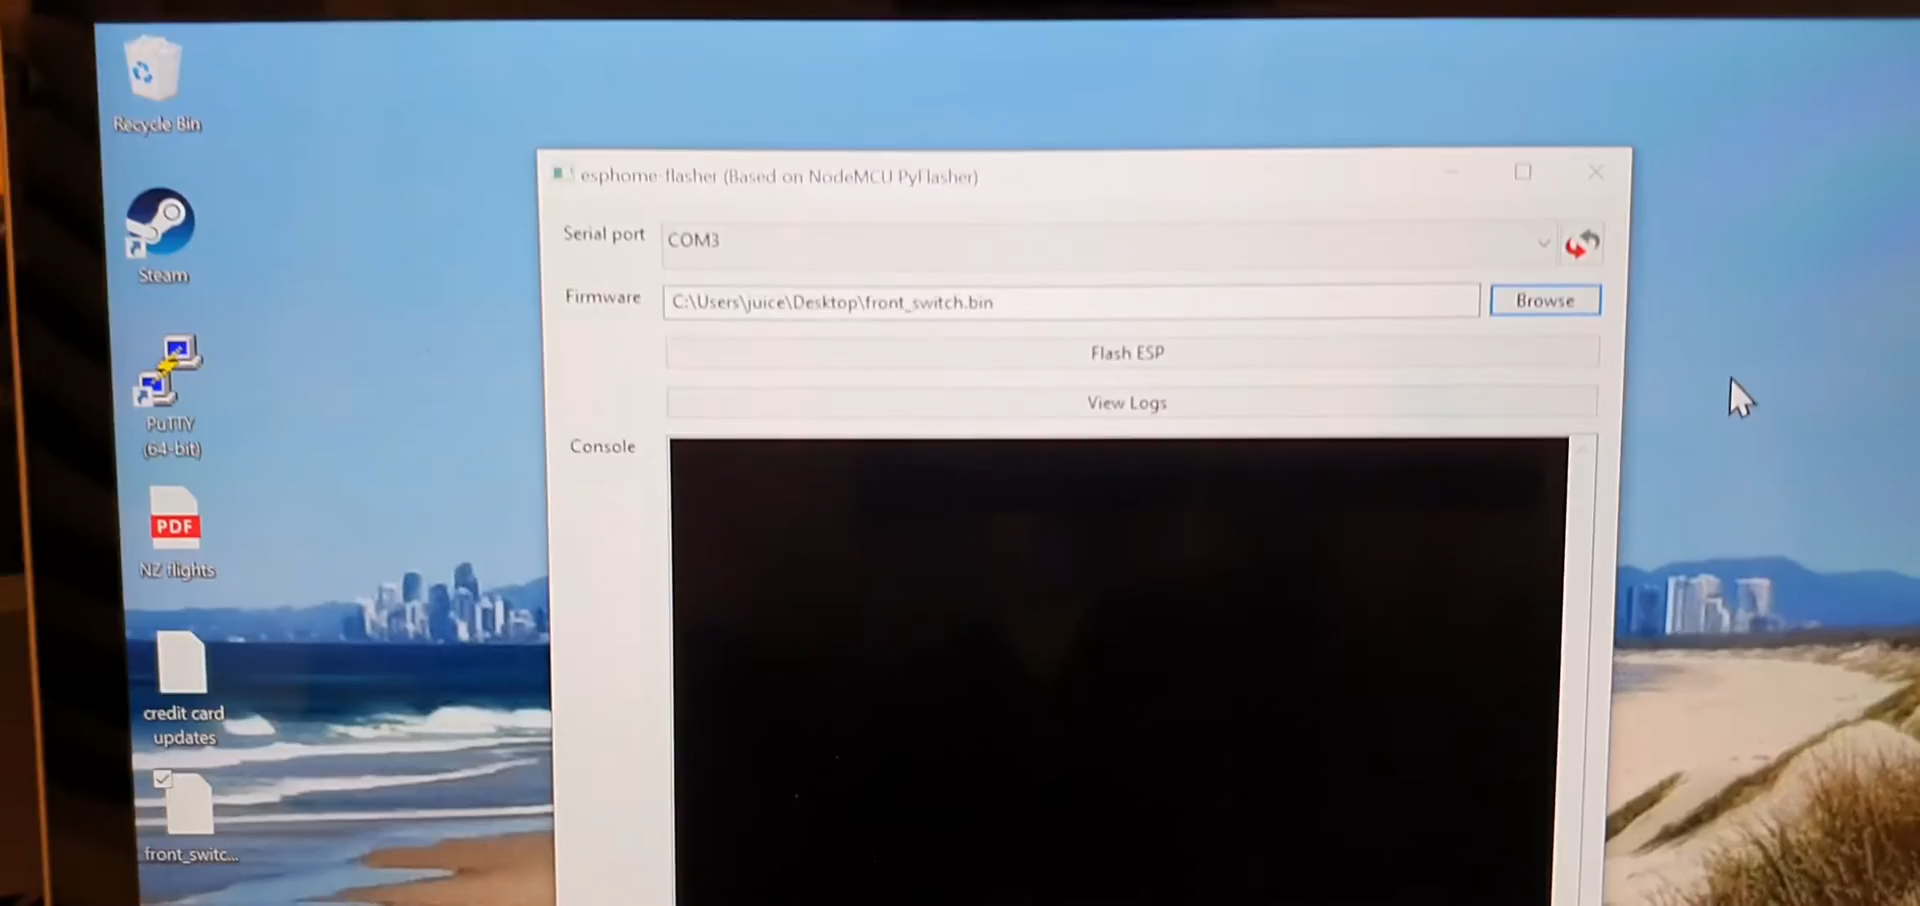 Recycle Bin
Steam
PuTTY
(64-bit)
PDF
NZ flights
credit card
updates
front_switc...
esphome-flasher (Based on NodeMCU PyFlasher)
Serial port
COM3
Firmware
C:\Users\juice\Desktop\front_switch.bin
Browse
Flash ESP
View Logs
Console